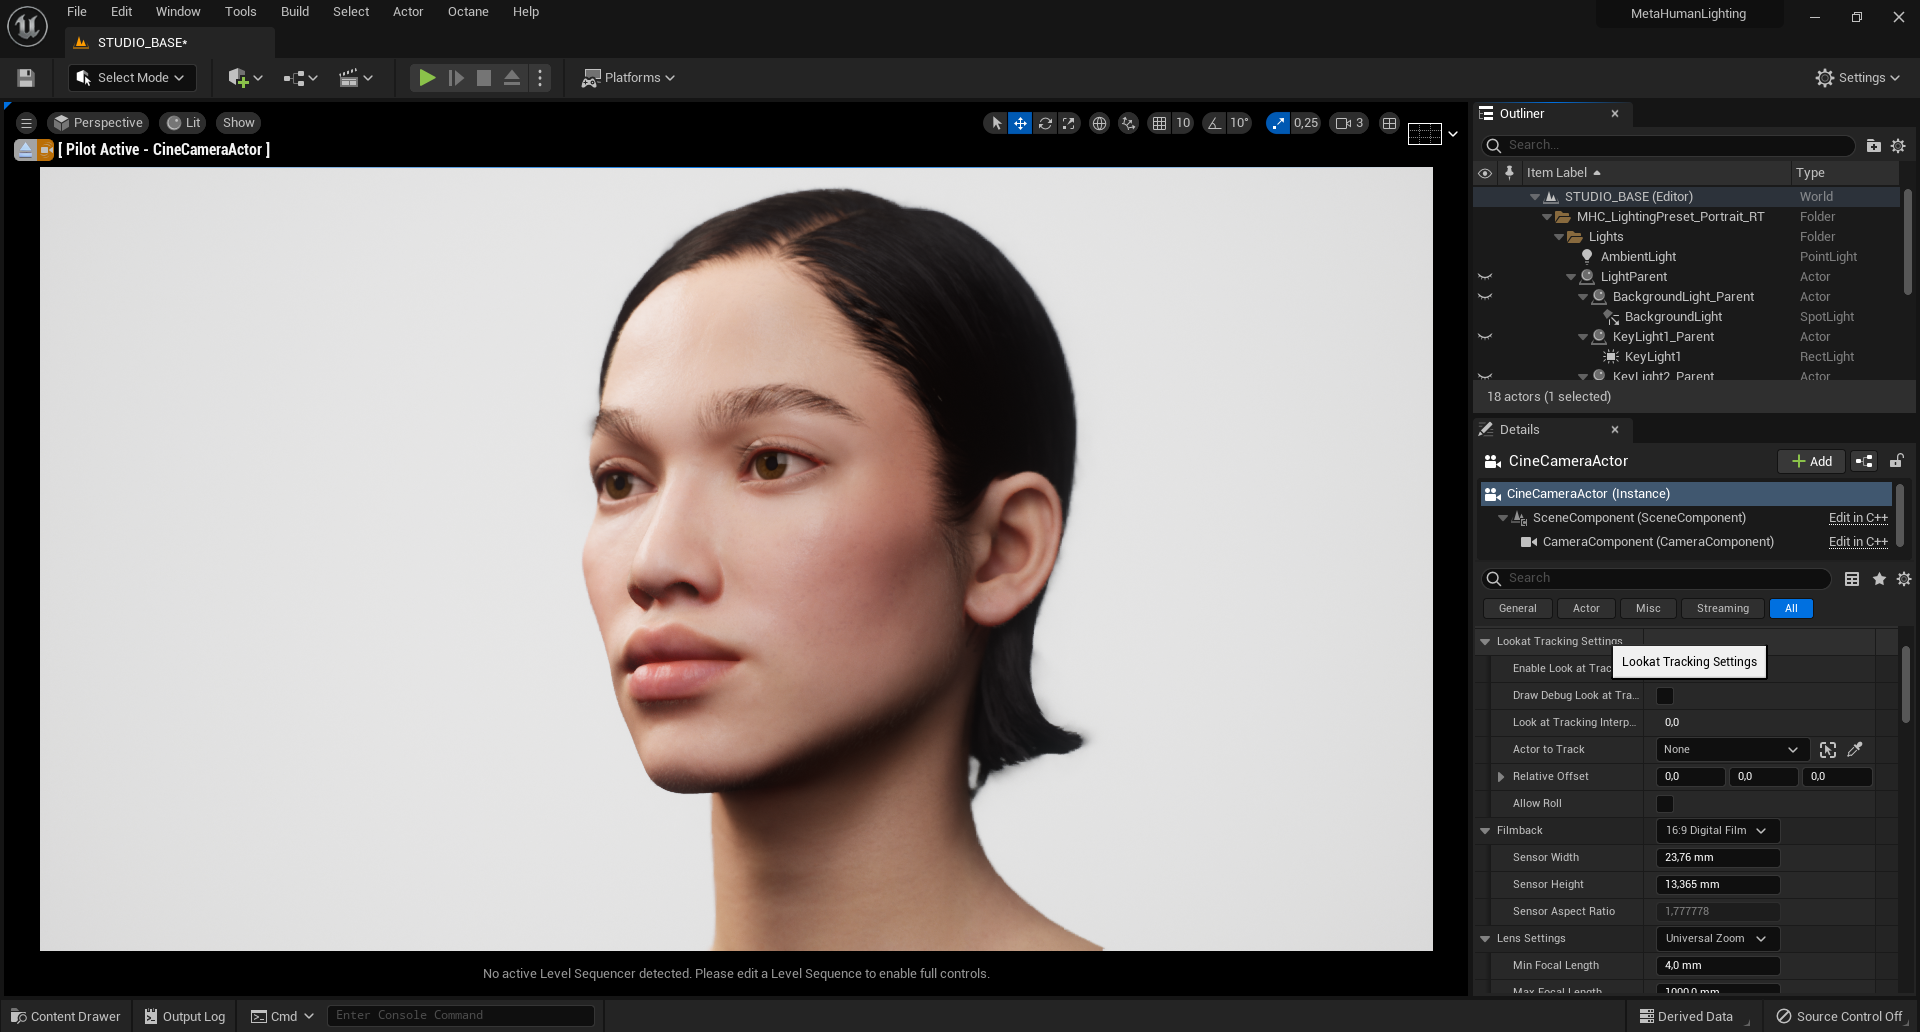 File Edit Window Tools Build Select Actor Octane Help
MetaHumanLighting
STUDIO_BASE*
Select Mode
Platforms
Settings
Perspective Lit Show
10 10° 0,25 3
[ Pilot Active - CineCameraActor ]
No active Level Sequencer detected. Please edit a Level Sequence to enable full controls.
Outliner
Search...
Item Label Type
STUDIO_BASE (Editor) World
MHC_LightingPreset_Portrait_RT Folder
Lights Folder
AmbientLight PointLight
LightParent Actor
BackgroundLight_Parent Actor
BackgroundLight SpotLight
KeyLight1_Parent Actor
KeyLight1 RectLight
KeyLight2_Parent Actor
18 actors (1 selected)
Details
CineCameraActor
Add
CineCameraActor (Instance)
SceneComponent (SceneComponent) Edit in C++
CameraComponent (CameraComponent) Edit in C++
Search
General Actor Misc Streaming All
Lookat Tracking Settings
Lookat Tracking Settings
Enable Look at Trac
Draw Debug Look at Tra...
Look at Tracking Interp... 0,0
Actor to Track None
Relative Offset 0,0 0,0 0,0
Allow Roll
Filmback 16:9 Digital Film
Sensor Width 23,76 mm
Sensor Height 13,365 mm
Sensor Aspect Ratio 1,777778
Lens Settings Universal Zoom
Min Focal Length 4,0 mm
Max Focal Length 1000,0 mm
Content Drawer Output Log Cmd Enter Console Command
Derived Data Source Control Off